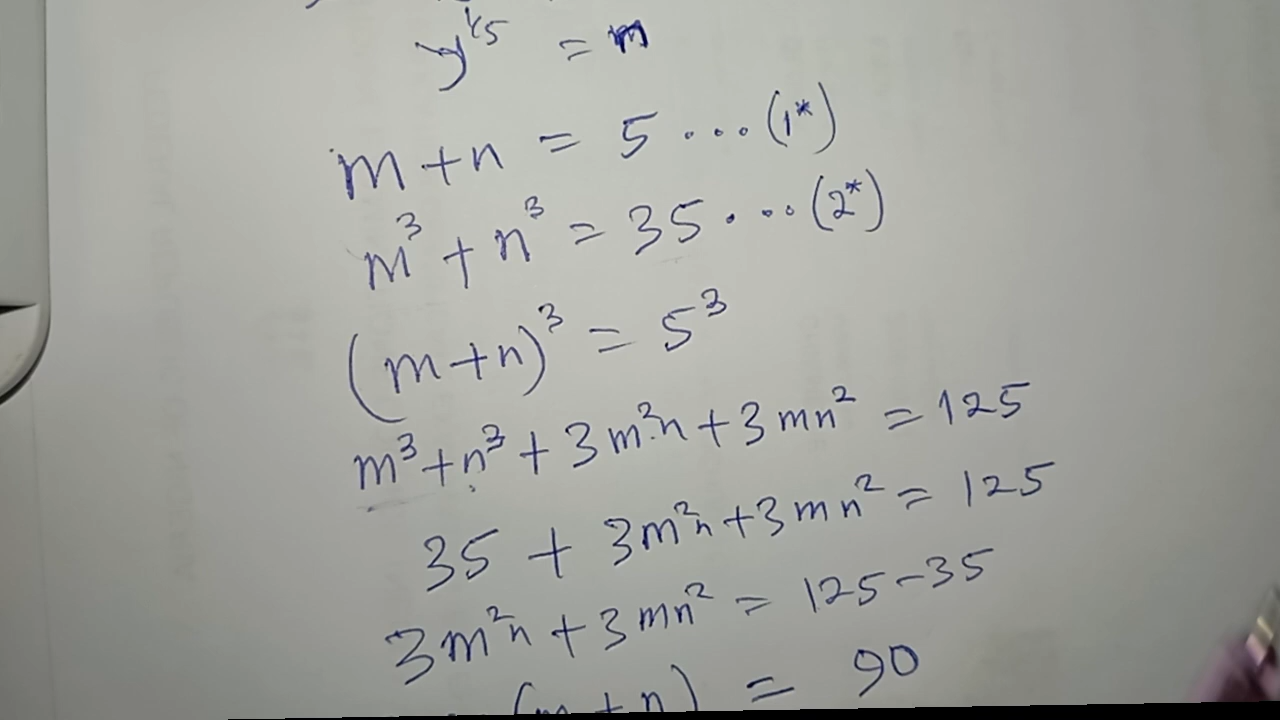 y^{1/5} = m
m + n = 5 ... (1*)
m³ + n³ = 35 ... (2*)
(m+n)³ = 5³
m³+n³ + 3m²n + 3mn² = 125
35 + 3m²n + 3mn² = 125
3m²n + 3mn² = 125-35
(m + n) = 90